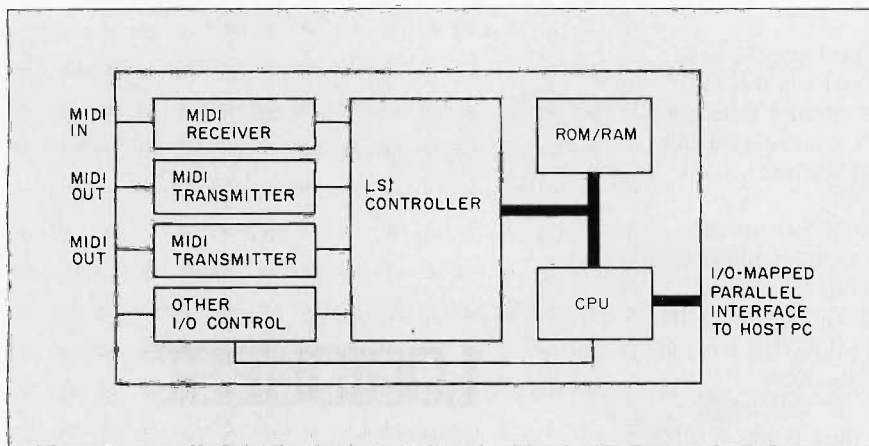 MIDI
IN
MIDI
RECEIVER
MIDI
OUT
MIDI
TRANSMITTER
MIDI
OUT
MIDI
TRANSMITTER
OTHER
I/O CONTROL
LSI
CONTROLLER
ROM/RAM
CPU
I/O-MAPPED
PARALLEL
INTERFACE
TO HOST PC